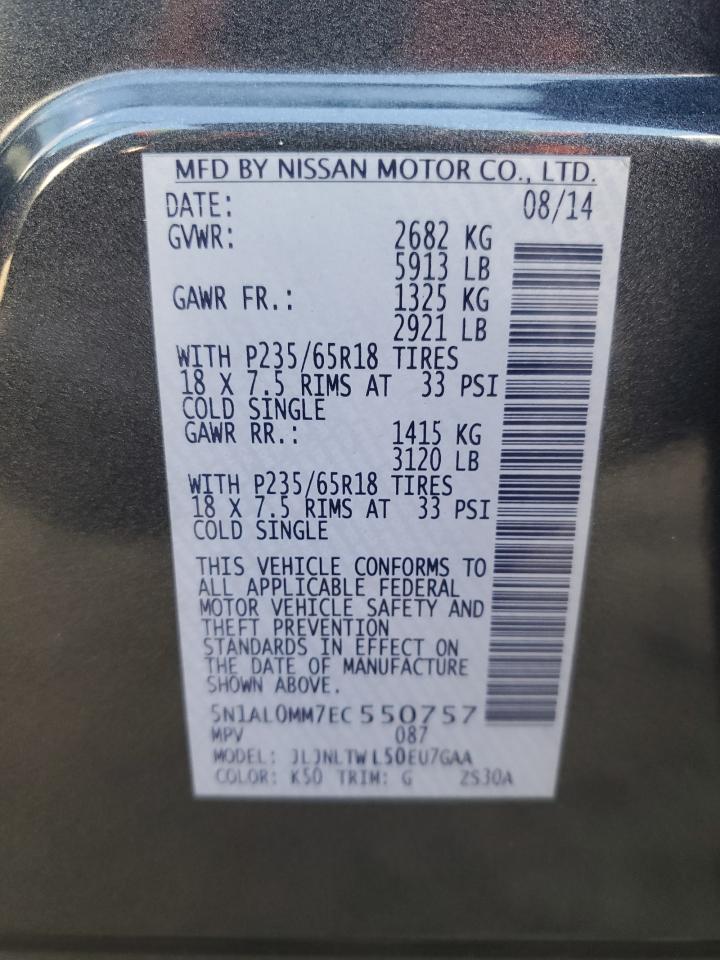 MFD BY NISSAN MOTOR CO., LTD.
DATE: 08/14
GVWR: 2682 KG
5913 LB
GAWR FR.: 1325 KG
2921 LB
WITH P235/65R18 TIRES
18 X 7.5 RIMS AT 33 PSI
COLD SINGLE
GAWR RR.: 1415 KG
3120 LB
WITH P235/65R18 TIRES
18 X 7.5 RIMS AT 33 PSI
COLD SINGLE
THIS VEHICLE CONFORMS TO
ALL APPLICABLE FEDERAL
MOTOR VEHICLE SAFETY AND
THEFT PREVENTION
STANDARDS IN EFFECT ON
THE DATE OF MANUFACTURE
SHOWN ABOVE.
5N1AL0MM7EC550757
MPV 087
MODEL: JLJNLTWL50EU7GAA
COLOR: K50 TRIM: G ZS30A